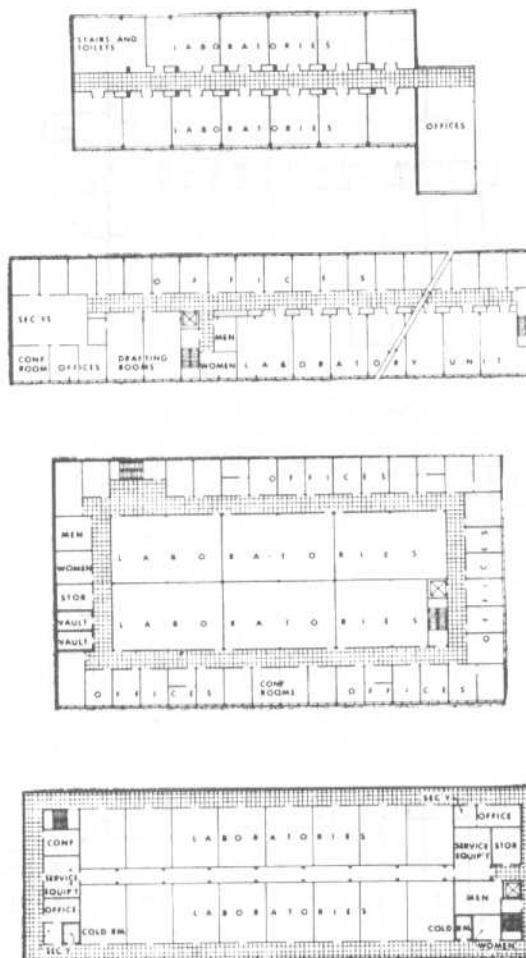 STAIRS AND
TOILETS
LABORATORIES
LABORATORIES
OFFICES
OFFICES
SEC'YS
MEN
CONF
ROOM
OFFICES
DRAFTING
ROOMS
WOMEN
LABORATORY UNIT
OFFICES
MEN
LABORA-TORIES
OFFICES
WOMEN
STOR
LABORATORIES
VAULT
VAULT
OFFICES
CONF
ROOMS
OFFICES
SEC'Y
OFFICE
CONF
LABORATORIES
SERVICE
EQUIP'T
STOR
SERVICE
EQUIP'T
OFFICE
LABORATORIES
MEN
COLD RM.
COLD RM.
SEC'Y
WOMEN